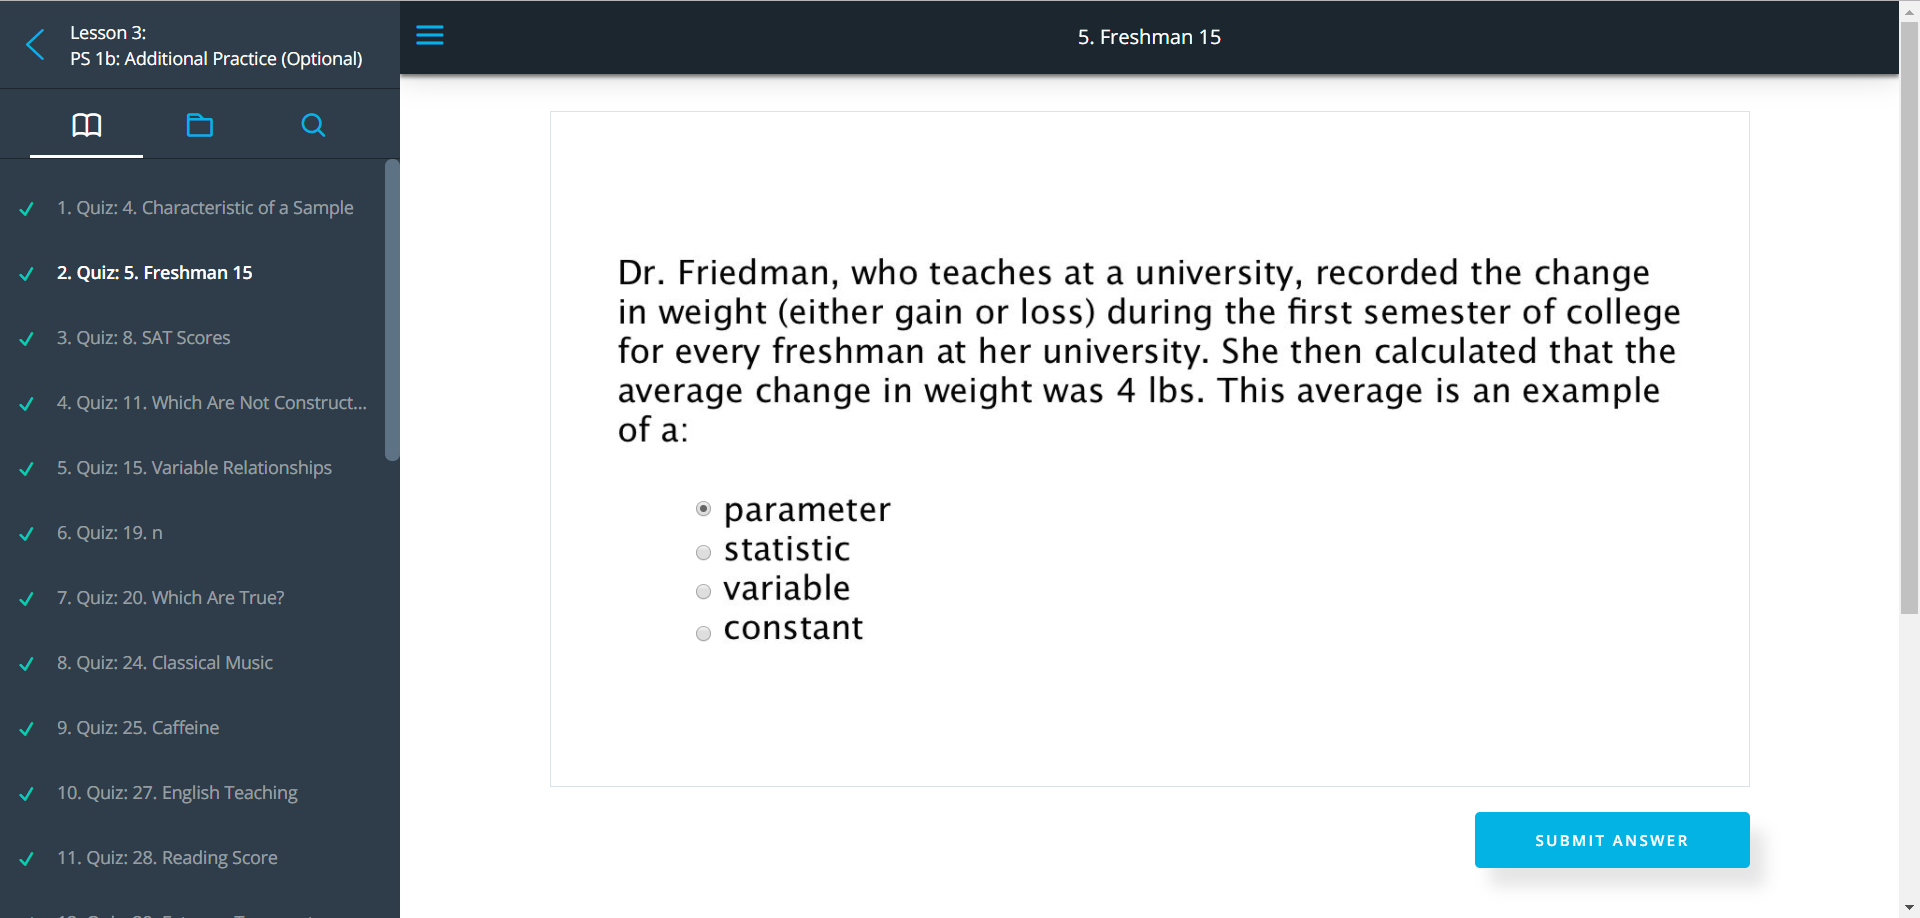 Lesson 3:
PS 1b: Additional Practice (Optional)
5. Freshman 15
1. Quiz: 4. Characteristic of a Sample
2. Quiz: 5. Freshman 15
3. Quiz: 8. SAT Scores
4. Quiz: 11. Which Are Not Construct...
5. Quiz: 15. Variable Relationships
6. Quiz: 19. n
7. Quiz: 20. Which Are True?
8. Quiz: 24. Classical Music
9. Quiz: 25. Caffeine
10. Quiz: 27. English Teaching
11. Quiz: 28. Reading Score
Dr. Friedman, who teaches at a university, recorded the change
in weight (either gain or loss) during the first semester of college
for every freshman at her university. She then calculated that the
average change in weight was 4 lbs. This average is an example
of a:
parameter
statistic
variable
constant
SUBMIT ANSWER